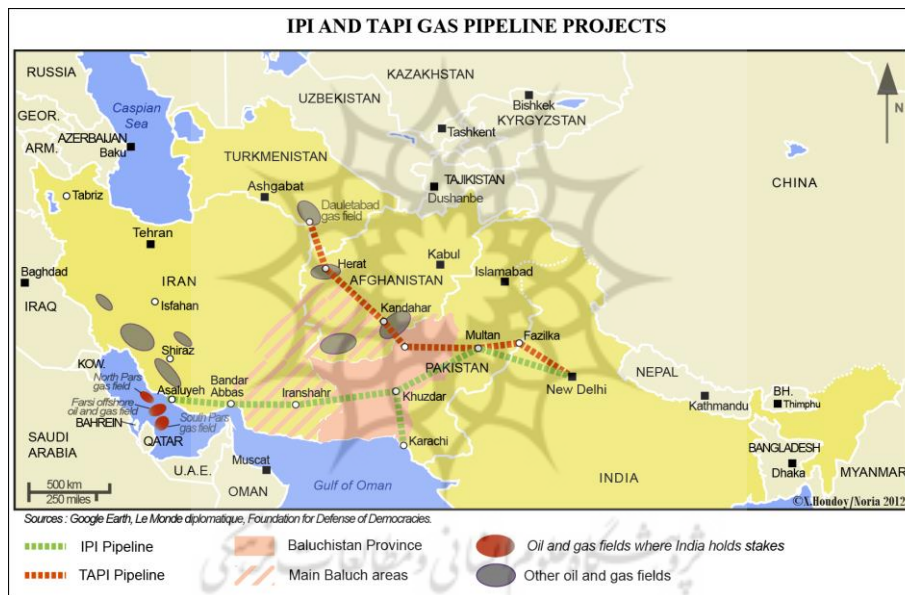 IPI AND TAPI GAS PIPELINE PROJECTS
RUSSIA
KAZAKHSTAN
UZBEKISTAN
Bishkek
KYRGYZSTAN
N
Caspian
Sea
GEOR.
AZERBAIJAN
ARM.
Baku
Tashkent
TURKMENISTAN
TAJIKISTAN
Dushanbe
CHINA
Tabriz
Ashgabat
Dauletabad
gas field
Tehran
Kabul
Herat
Islamabad
Baghdad
IRAN
AFGHANISTAN
IRAQ
Isfahan
Kandahar
Multan
Fazilka
Shiraz
KOW.
PAKISTAN
NEPAL
New Delhi
North Pars
gas field
Asaluyeh
Bandar
Abbas
Iranshahr
Khuzdar
Kathmandu
BH.
Thimphu
Farsi offshore
oil and gas field
BAHREIN
South Pars
gas field
QATAR
SAUDI
ARABIA
Karachi
BANGLADESH
U.A.E.
Muscat
Dhaka
MYANMAR
INDIA
OMAN
Gulf of Oman
500 km
250 miles
©X.Houdoy/Noria 2012
Sources : Google Earth, Le Monde diplomatique, Foundation for Defense of Democracies.
IPI Pipeline
Baluchistan Province
Oil and gas fields where India holds stakes
TAPI Pipeline
Main Baluch areas
Other oil and gas fields
پژوهشگاه علوم انسانی و مطالعات فرهنگی